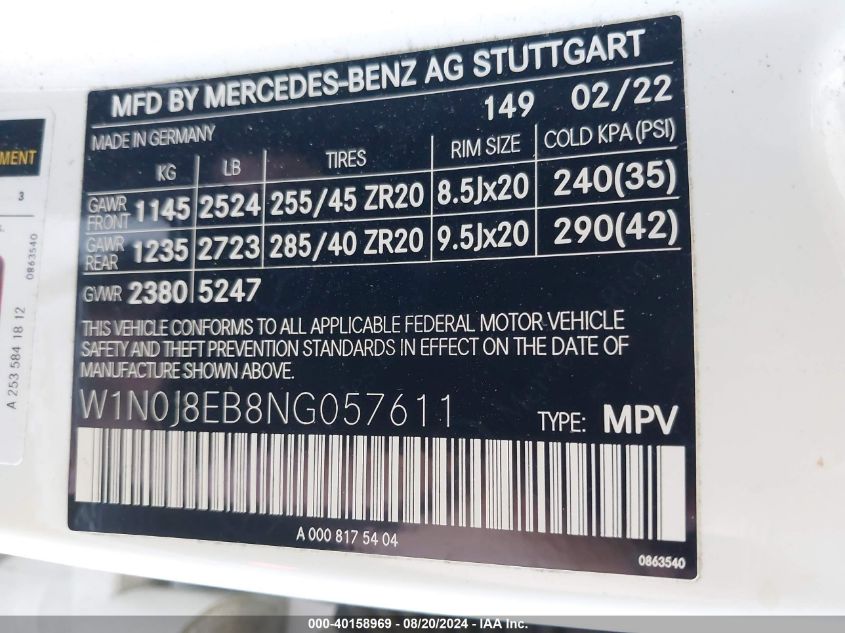 MFD BY MERCEDES-BENZ AG STUTTGART
149 02/22
MADE IN GERMANY
KG LB TIRES RIM SIZE COLD KPA (PSI)
GAWR FRONT 1145 2524 255/45 ZR20 8.5Jx20 240(35)
GAWR REAR 1235 2723 285/40 ZR20 9.5Jx20 290(42)
GVWR 2380 5247
THIS VEHICLE CONFORMS TO ALL APPLICABLE FEDERAL MOTOR VEHICLE
SAFETY AND THEFT PREVENTION STANDARDS IN EFFECT ON THE DATE OF
MANUFACTURE SHOWN ABOVE.
W1N0J8EB8NG057611 TYPE: MPV
A 000 817 54 04
0863540
MENT
3
0863540
A 253 584 18 12
000-40158969 - 08/20/2024 - IAA Inc.